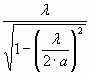 λ / √(1 − (λ / (2 · a))²)